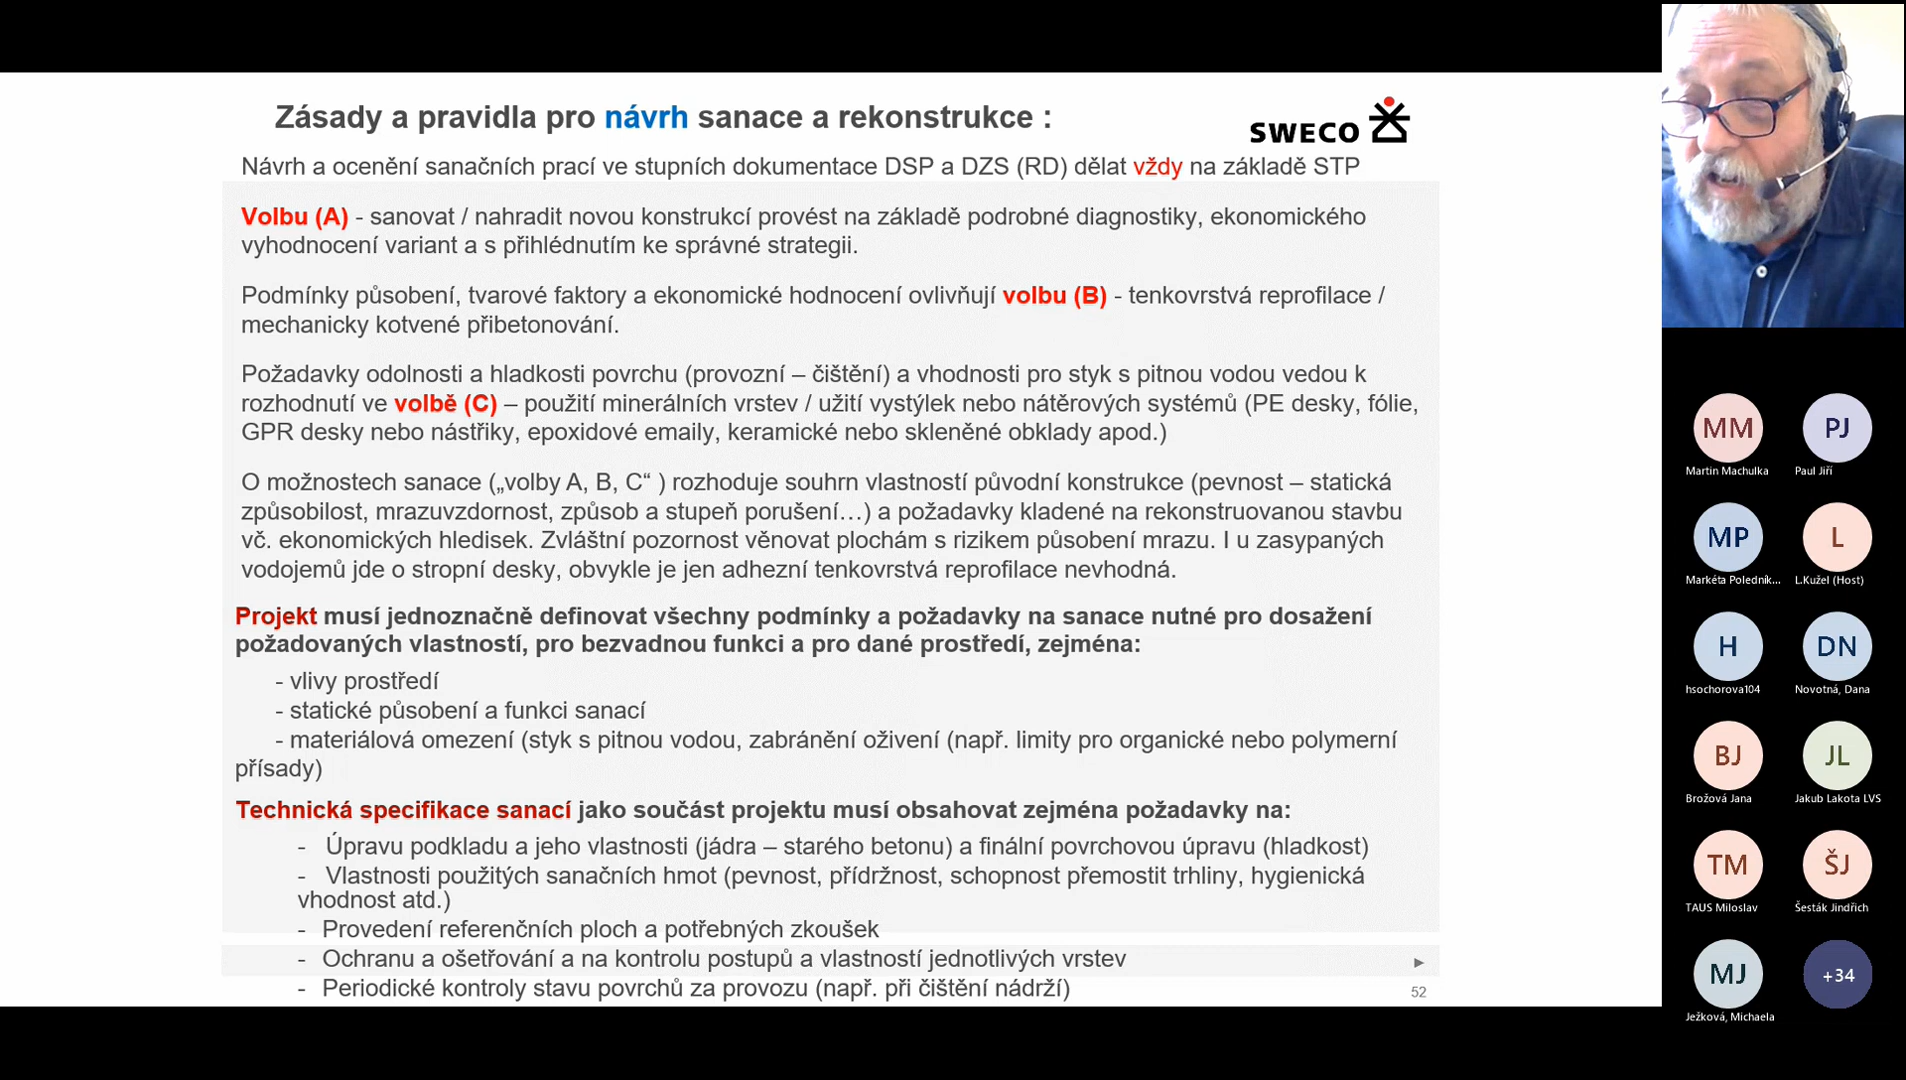 Zásady a pravidla pro návrh sanace a rekonstrukce :
SWECO
Návrh a ocenění sanačních prací ve stupních dokumentace DSP a DZS (RD) dělat vždy na základě STP
Volbu (A) - sanovat / nahradit novou konstrukcí provést na základě podrobné diagnostiky, ekonomického
vyhodnocení variant a s přihlédnutím ke správné strategii.
Podmínky působení, tvarové faktory a ekonomické hodnocení ovlivňují volbu (B) - tenkovrstvá reprofilace /
mechanicky kotvené přibetonování.
Požadavky odolnosti a hladkosti povrchu (provozní – čištění) a vhodnosti pro styk s pitnou vodou vedou k
rozhodnutí ve volbě (C) – použití minerálních vrstev / užití vystýlek nebo nátěrových systémů (PE desky, fólie,
GPR desky nebo nástřiky, epoxidové emaily, keramické nebo skleněné obklady apod.)
O možnostech sanace („volby A, B, C“ ) rozhoduje souhrn vlastností původní konstrukce (pevnost – statická
způsobilost, mrazuvzdornost, způsob a stupeň porušení…) a požadavky kladené na rekonstruovanou stavbu
vč. ekonomických hledisek. Zvláštní pozornost věnovat plochám s rizikem působení mrazu. I u zasypaných
vodojemů jde o stropní desky, obvykle je jen adhezní tenkovrstvá reprofilace nevhodná.
Projekt musí jednoznačně definovat všechny podmínky a požadavky na sanace nutné pro dosažení
požadovaných vlastností, pro bezvadnou funkci a pro dané prostředí, zejména:
- vlivy prostředí
- statické působení a funkci sanací
- materiálová omezení (styk s pitnou vodou, zabránění oživení (např. limity pro organické nebo polymerní
přísady)
Technická specifikace sanací jako součást projektu musí obsahovat zejména požadavky na:
- Úpravu podkladu a jeho vlastnosti (jádra – starého betonu) a finální povrchovou úpravu (hladkost)
- Vlastnosti použitých sanačních hmot (pevnost, přídržnost, schopnost přemostit trhliny, hygienická
vhodnost atd.)
- Provedení referenčních ploch a potřebných zkoušek
- Ochranu a ošetřování a na kontrolu postupů a vlastností jednotlivých vrstev
- Periodické kontroly stavu povrchů za provozu (např. při čištění nádrží)
52
MM
Martin Machulka
PJ
Paul Jiří
MP
Markéta Poledník...
L
L.Kužel (Host)
H
hsochorova104
DN
Novotná, Dana
BJ
Brožová Jana
JL
Jakub Lakota LVS
TM
TAUS Miloslav
ŠJ
Šesták Jindřich
MJ
Ježková, Michaela
+34